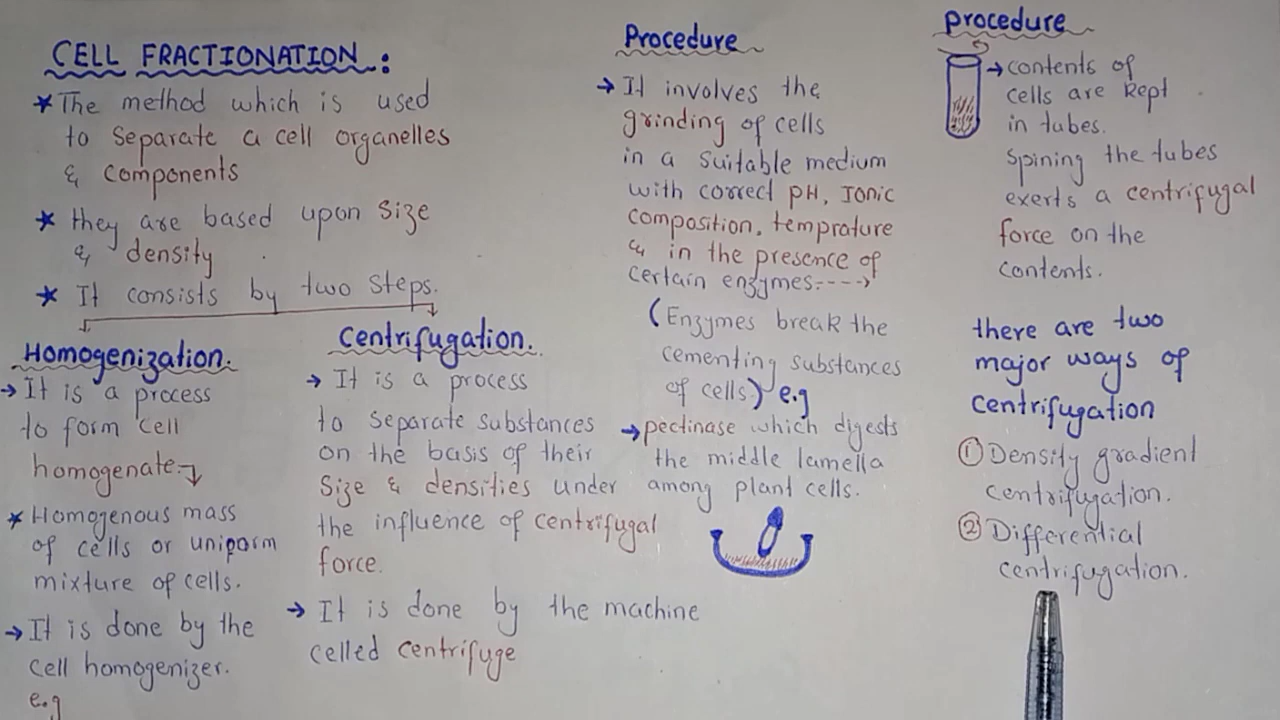 CELL FRACTIONATION :
* The method which is used
to separate a cell organelles
& components
* they are based upon size
& density
* It consists by two steps.
Homogenization.
→ It is a process
to form cell
homogenate:↴
* Homogenous mass
of cells or uniporm
mixture of cells.
→ It is done by the
cell homogenizer.
e.g
Centrifugation.
→ It is a process
to separate substances
on the basis of their
Size & densities under
the influence of centrifugal
force.
→ It is done by the machine
celled centrifuge
Procedure
→ It involves the
grinding of cells
in a suitable medium
with correct pH, Ionic
composition, temprature
& in the presence of
certain enzymes:---→
(Enzymes break the
cementing substances
of cells) e.g
→ pectinase which digests
the middle lamella
among plant cells.
procedure
→ contents of
cells are kept
in tubes.
spining the tubes
exerts a centrifugal
force on the
contents.
there are two
major ways of
centrifugation
① Density gradient
centrifugation.
② Differential
centrifugation.